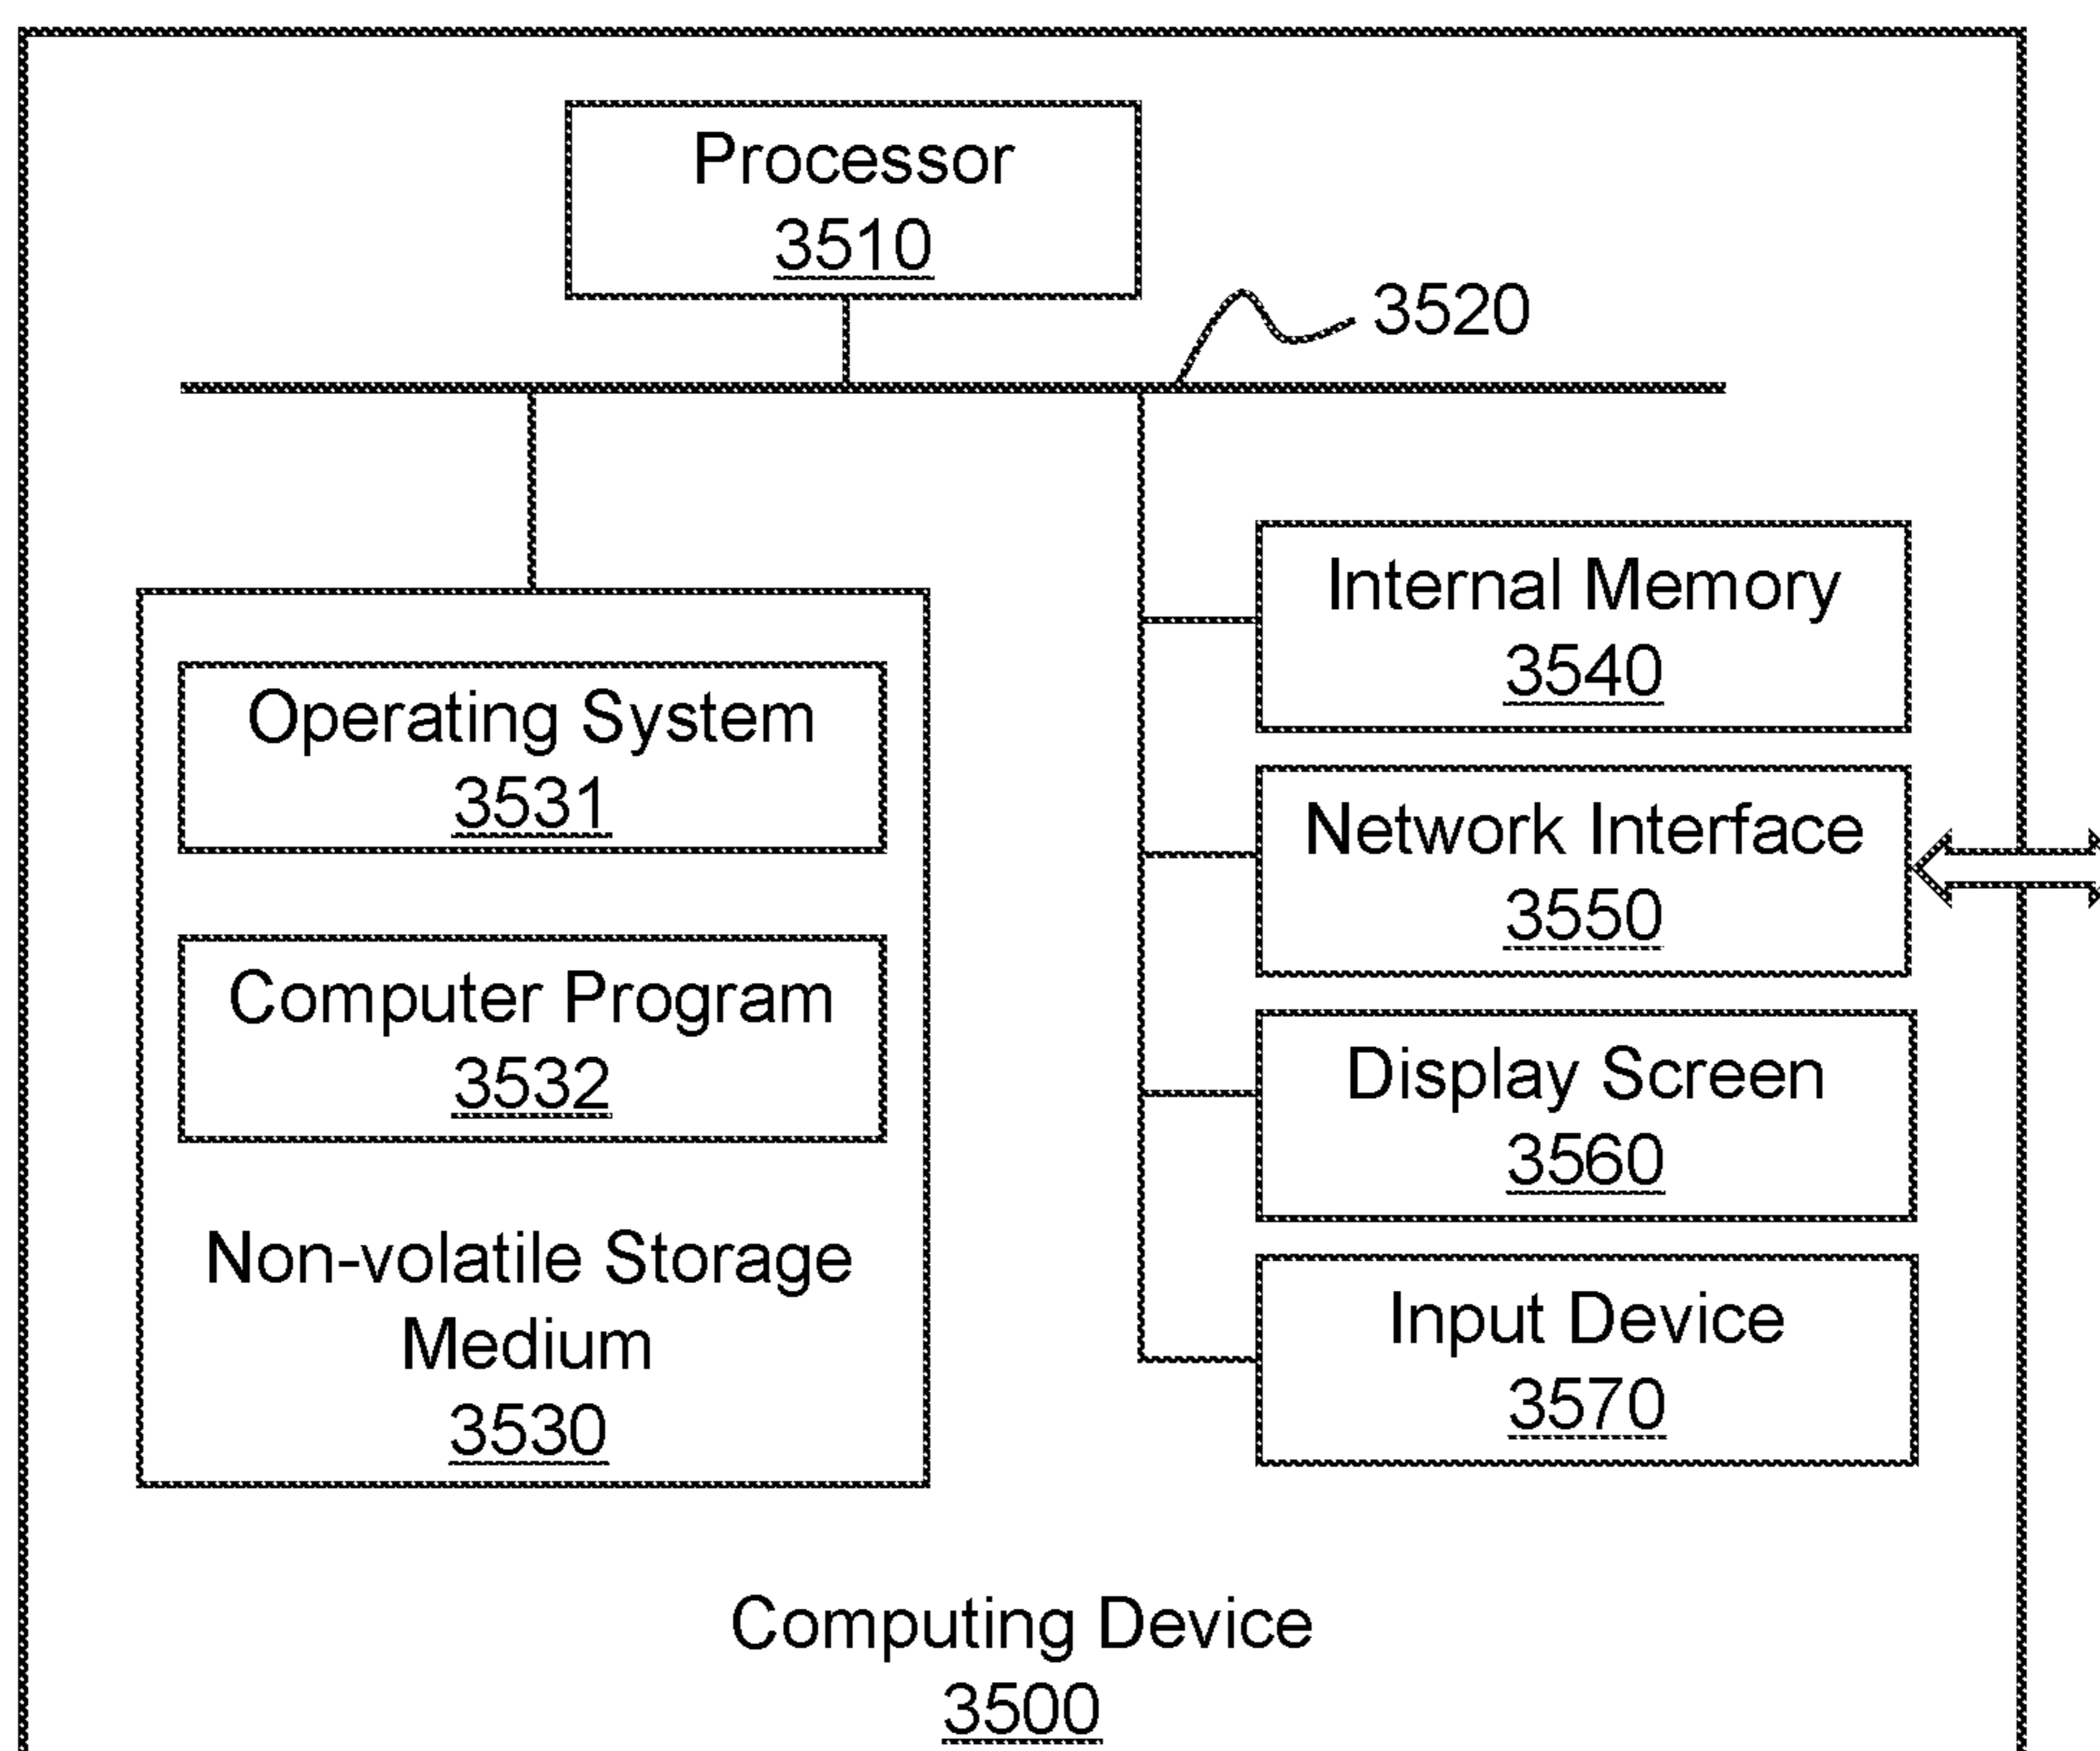 Processor
3510
3520
Operating System
3531
Computer Program
3532
Non-volatile Storage
Medium
3530
Internal Memory
3540
Network Interface
3550
Display Screen
3560
Input Device
3570
Computing Device
3500